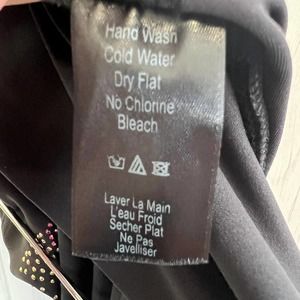 Hand Wash
Cold Water
Dry Flat
No Chlorine
Bleach
Laver La Main
L'eau Froid
Secher Plat
Ne Pas
Javelliser